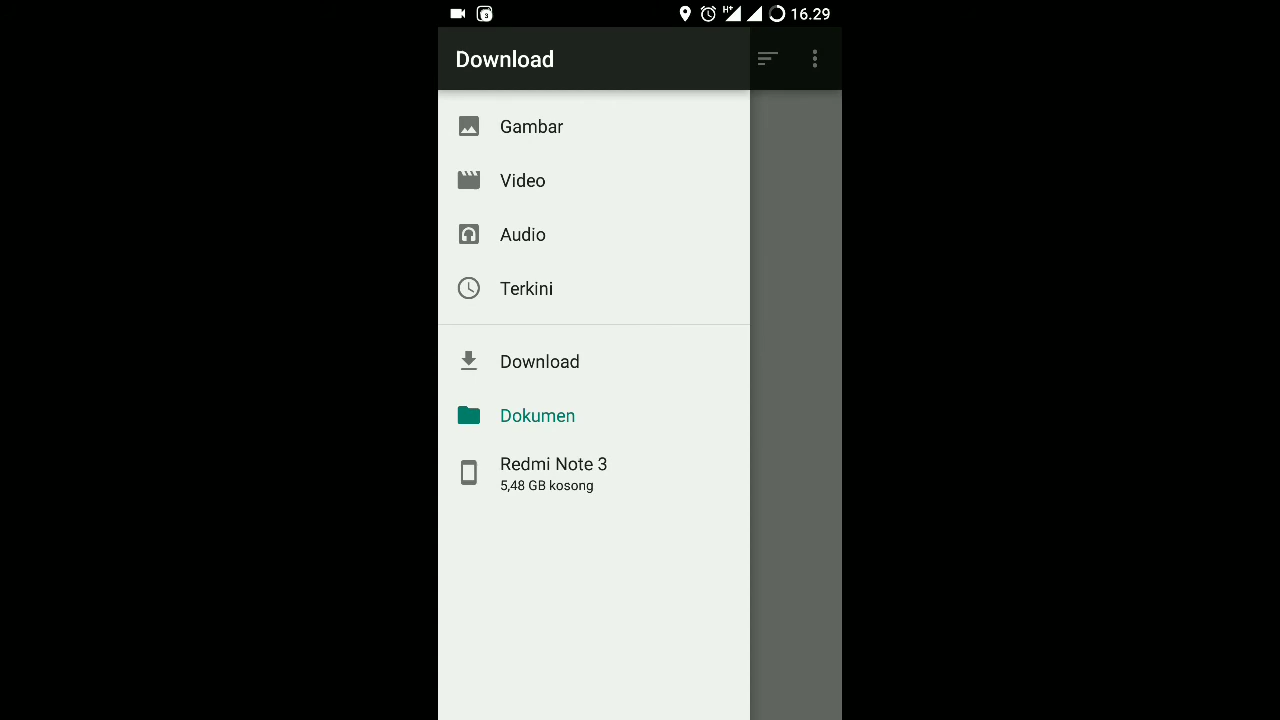 H+ 16.29
Download
Gambar
Video
Audio
Terkini
Download
Dokumen
Redmi Note 3
5,48 GB kosong